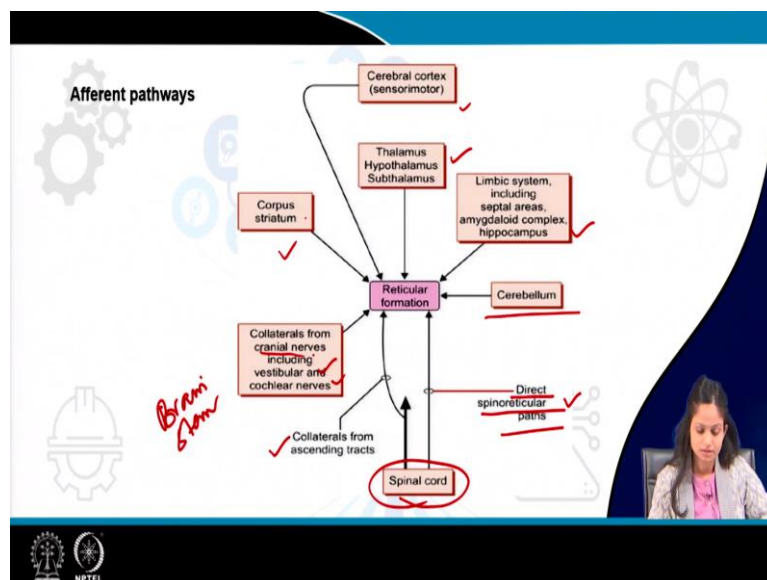 Afferent pathways
Cerebral cortex
(sensorimotor)
Thalamus
Hypothalamus
Subthalamus
Limbic system,
including
septal areas,
amygdaloid complex,
hippocampus
Corpus
striatum
Reticular
formation
Cerebellum
Collaterals from
cranial nerves
including
vestibular and
cochlear nerves
Direct
spinoreticular
paths
Brain
stem
Collaterals from
ascending tracts
Spinal cord
NPTEL